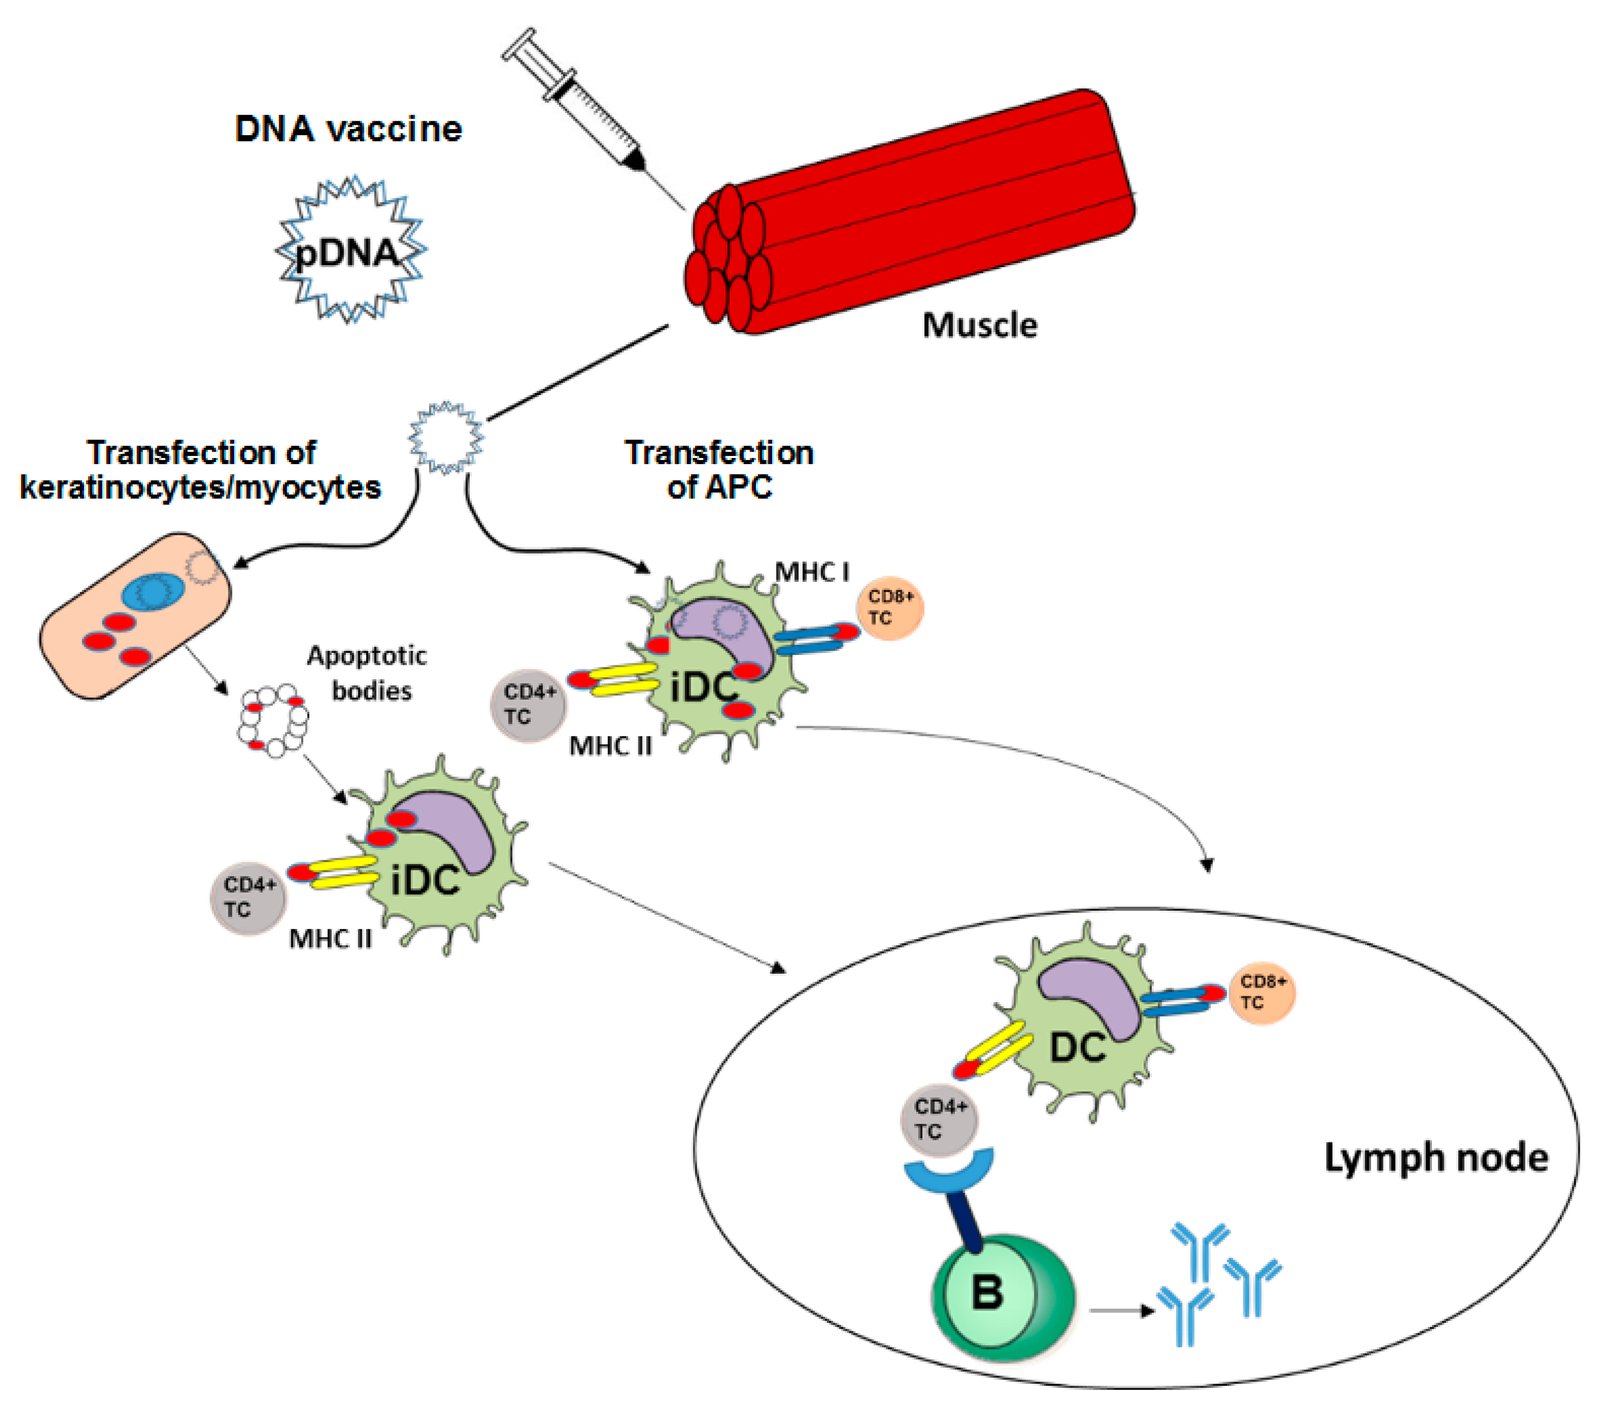 DNA vaccine
pDNA
Muscle
Transfection of
keratinocytes/myocytes
Transfection
of APC
MHC I
CD8+
TC
Apoptotic
bodies
iDC
CD4+
TC
MHC II
iDC
CD4+
TC
MHC II
CD8+
TC
DC
CD4+
TC
Lymph node
B